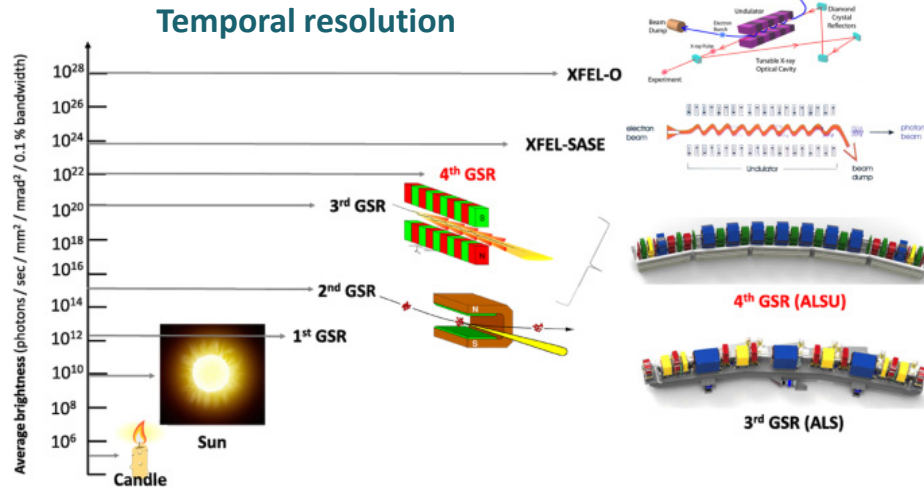 Temporal resolution
Average brightness (photons / sec / mm² / mrad² / 0.1 % bandwidth)
10²⁸
10²⁶
10²⁴
10²²
10²⁰
10¹⁸
10¹⁶
10¹⁴
10¹²
10¹⁰
10⁸
10⁶
XFEL-O
XFEL-SASE
4th GSR
3rd GSR
2nd GSR
1st GSR
Sun
Candle
S
N
N
S
Undulator
Electron
Bunch
Beam
Dump
Diamond
Crystal
Reflectors
X-ray Pulse
Experiment
Tunable X-ray
Optical Cavity
electron
beam
photon
beam
Undulator
beam
dump
4th GSR (ALSU)
3rd GSR (ALS)